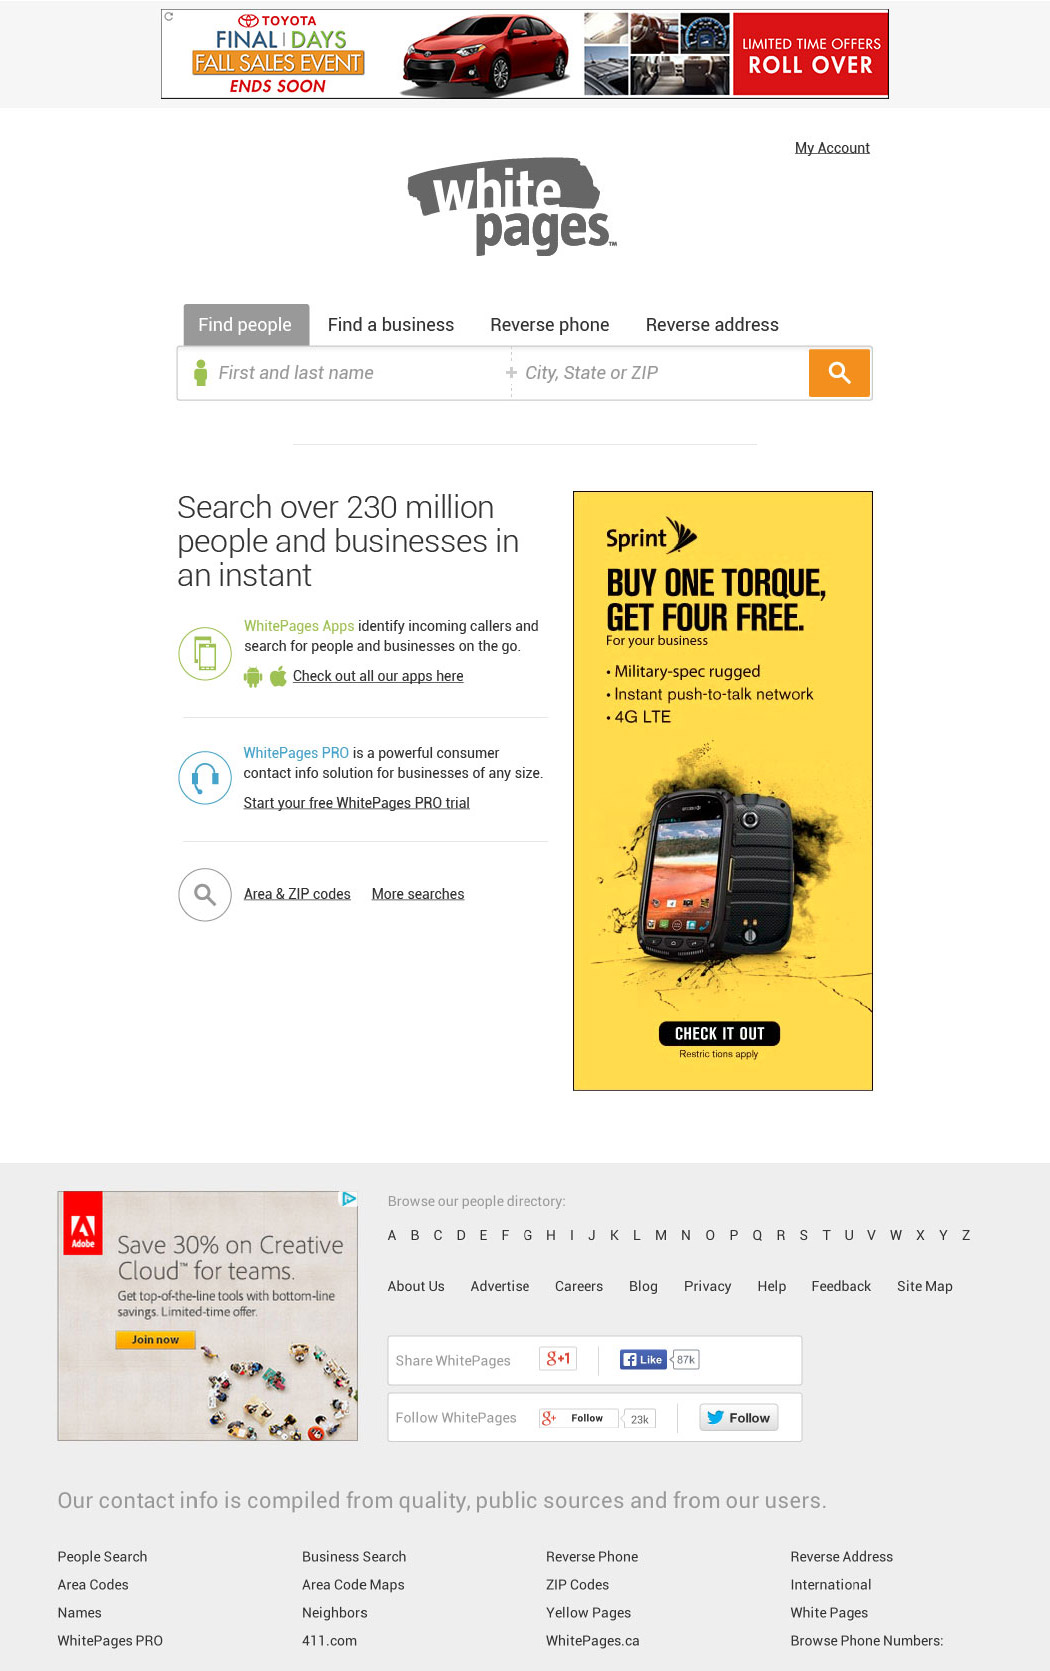 TOYOTA
FINAL DAYS
FALL SALES EVENT
ENDS SOON
LIMITED TIME OFFERS
ROLL OVER
My Account
white
pages™
Find people Find a business Reverse phone Reverse address
First and last name + City, State or ZIP
Search over 230 million
people and businesses in
an instant
WhitePages Apps identify incoming callers and
search for people and businesses on the go.
Check out all our apps here
WhitePages PRO is a powerful consumer
contact info solution for businesses of any size.
Start your free WhitePages PRO trial
Area & ZIP codes More searches
Sprint
BUY ONE TORQUE,
GET FOUR FREE.
For your business
• Military-spec rugged
• Instant push-to-talk network
• 4G LTE
CHECK IT OUT
Restric tions apply
Adobe
Save 30% on Creative
Cloud™ for teams.
Get top-of-the-line tools with bottom-line
savings. Limited-time offer.
Join now
Browse our people directory:
A B C D E F G H I J K L M N O P Q R S T U V W X Y Z
About Us Advertise Careers Blog Privacy Help Feedback Site Map
Share WhitePages g+1 Like 87k
Follow WhitePages g+ Follow 23k Follow
Our contact info is compiled from quality, public sources and from our users.
People Search Business Search Reverse Phone Reverse Address
Area Codes Area Code Maps ZIP Codes International
Names Neighbors Yellow Pages White Pages
WhitePages PRO 411.com WhitePages.ca Browse Phone Numbers: